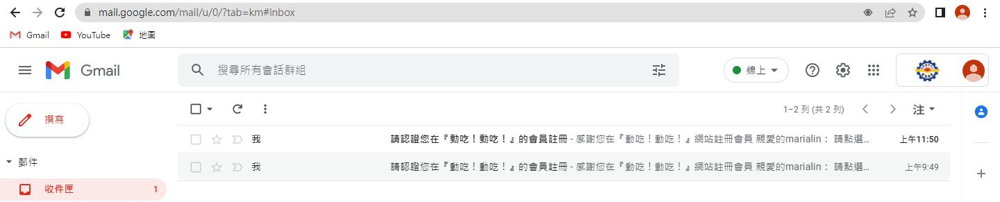 mail.google.com/mail/u/0/?tab=km#inbox
Gmail YouTube 地圖
Gmail 搜尋所有會話群組 線上
撰寫 1–2 列 (共 2 列) 注
我 請認證您在『動吃！動吃！』的會員註冊 - 感謝您在『動吃！動吃！』網站註冊會員 親愛的marialin： 請點選... 上午11:50
郵件 我 請認證您在『動吃！動吃！』的會員註冊 - 感謝您在『動吃！動吃！』網站註冊會員 親愛的marialin： 請點選... 上午9:49
收件匣 1